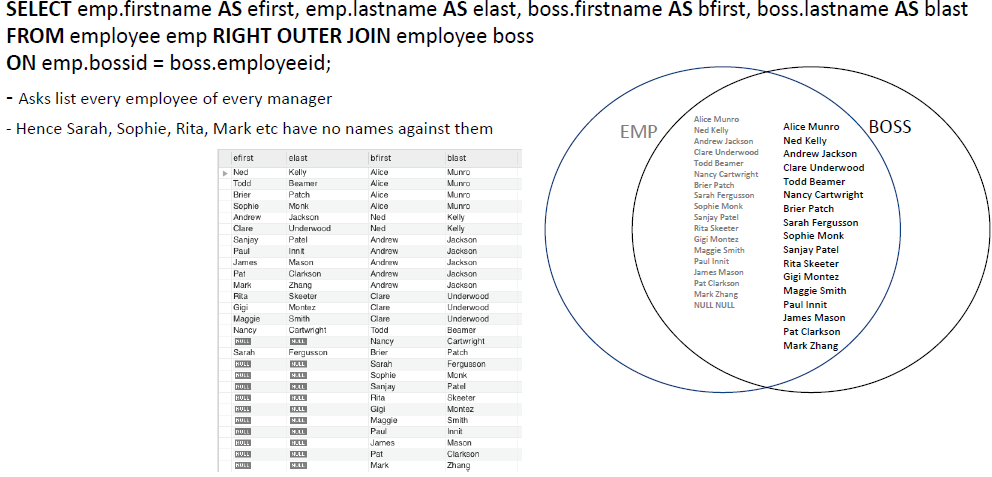 SELECT emp.firstname AS efirst, emp.lastname AS elast, boss.firstname AS bfirst, boss.lastname AS blast
FROM employee emp RIGHT OUTER JOIN employee boss
ON emp.bossid = boss.employeeid;
- Asks list every employee of every manager
- Hence Sarah, Sophie, Rita, Mark etc have no names against them
efirst elast bfirst blast
Ned Kelly Alice Munro
Todd Beamer Alice Munro
Brier Patch Alice Munro
Sophie Monk Alice Munro
Andrew Jackson Ned Kelly
Clare Underwood Ned Kelly
Sanjay Patel Andrew Jackson
Paul Innit Andrew Jackson
James Mason Andrew Jackson
Pat Clarkson Andrew Jackson
Mark Zhang Andrew Jackson
Rita Skeeter Clare Underwood
Gigi Montez Clare Underwood
Maggie Smith Clare Underwood
Nancy Cartwright Todd Beamer
NULL NULL Nancy Cartwright
Sarah Fergusson Brier Patch
NULL NULL Sarah Fergusson
NULL NULL Sophie Monk
NULL NULL Sanjay Patel
NULL NULL Rita Skeeter
NULL NULL Gigi Montez
NULL NULL Maggie Smith
NULL NULL Paul Innit
NULL NULL James Mason
NULL NULL Pat Clarkson
NULL NULL Mark Zhang
EMP
Alice Munro
Ned Kelly
Andrew Jackson
Clare Underwood
Todd Beamer
Nancy Cartwright
Brier Patch
Sarah Fergusson
Sophie Monk
Sanjay Patel
Rita Skeeter
Gigi Montez
Maggie Smith
Paul Innit
James Mason
Pat Clarkson
Mark Zhang
NULL NULL
BOSS
Alice Munro
Ned Kelly
Andrew Jackson
Clare Underwood
Todd Beamer
Nancy Cartwright
Brier Patch
Sarah Fergusson
Sophie Monk
Sanjay Patel
Rita Skeeter
Gigi Montez
Maggie Smith
Paul Innit
James Mason
Pat Clarkson
Mark Zhang